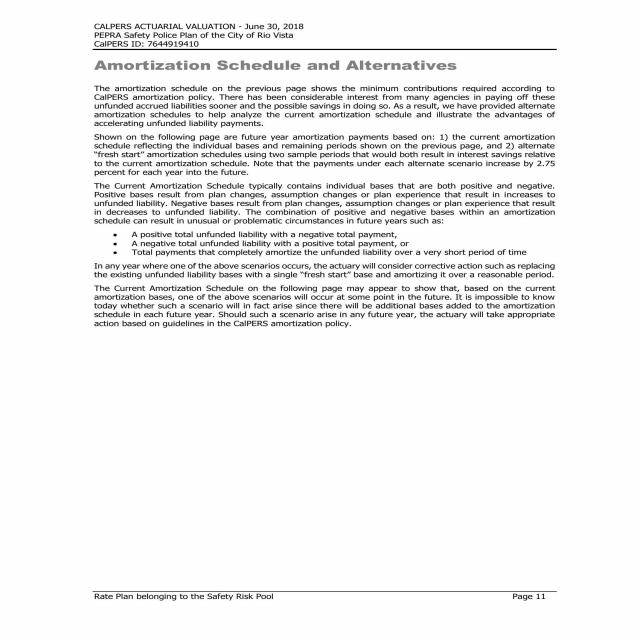 CALPERS ACTUARIAL VALUATION - June 30, 2018
PEPRA Safety Police Plan of the City of Rio Vista
CalPERS ID: 7644919410
Amortization Schedule and Alternatives
The amortization schedule on the previous page shows the minimum contributions required according to
CalPERS amortization policy. There has been considerable interest from many agencies in paying off these
unfunded accrued liabilities sooner and the possible savings in doing so. As a result, we have provided alternate
amortization schedules to help analyze the current amortization schedule and illustrate the advantages of
accelerating unfunded liability payments.
Shown on the following page are future year amortization payments based on: 1) the current amortization
schedule reflecting the individual bases and remaining periods shown on the previous page, and 2) alternate
“fresh start” amortization schedules using two sample periods that would both result in interest savings relative
to the current amortization schedule. Note that the payments under each alternate scenario increase by 2.75
percent for each year into the future.
The Current Amortization Schedule typically contains individual bases that are both positive and negative.
Positive bases result from plan changes, assumption changes or plan experience that result in increases to
unfunded liability. Negative bases result from plan changes, assumption changes or plan experience that result
in decreases to unfunded liability. The combination of positive and negative bases within an amortization
schedule can result in unusual or problematic circumstances in future years such as:
• A positive total unfunded liability with a negative total payment,
• A negative total unfunded liability with a positive total payment, or
• Total payments that completely amortize the unfunded liability over a very short period of time
In any year where one of the above scenarios occurs, the actuary will consider corrective action such as replacing
the existing unfunded liability bases with a single “fresh start” base and amortizing it over a reasonable period.
The Current Amortization Schedule on the following page may appear to show that, based on the current
amortization bases, one of the above scenarios will occur at some point in the future. It is impossible to know
today whether such a scenario will in fact arise since there will be additional bases added to the amortization
schedule in each future year. Should such a scenario arise in any future year, the actuary will take appropriate
action based on guidelines in the CalPERS amortization policy.
Rate Plan belonging to the Safety Risk Pool Page 11